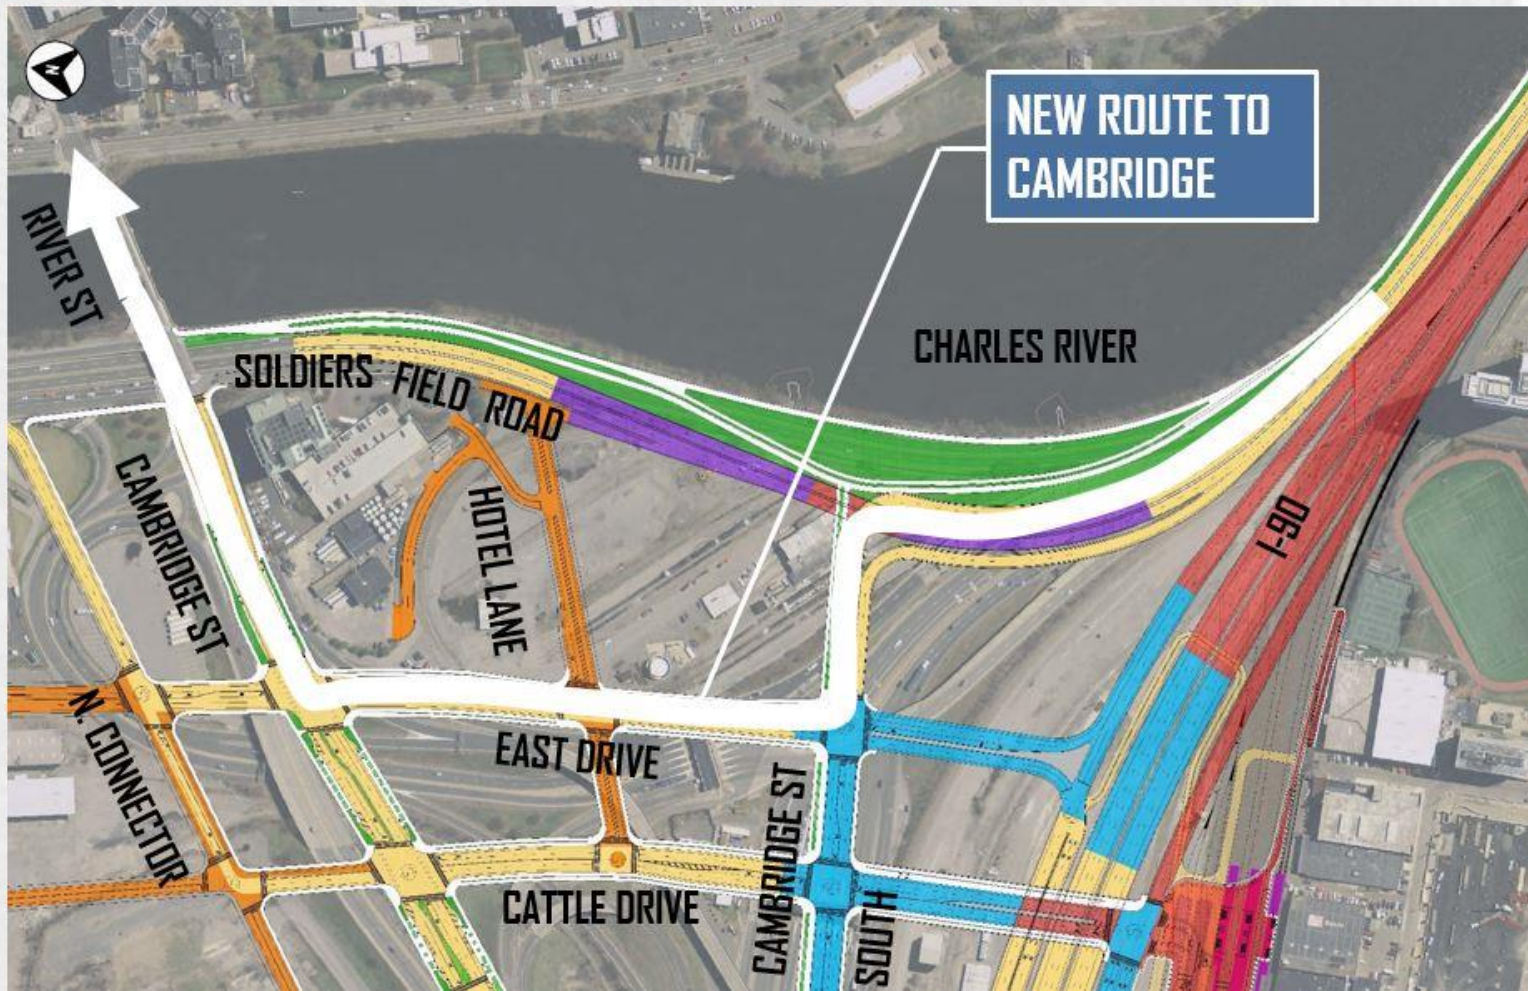 N
NEW ROUTE TO
CAMBRIDGE
RIVER ST
CHARLES RIVER
SOLDIERS FIELD ROAD
CAMBRIDGE ST
HOTEL LANE
I-90
N. CONNECTOR
EAST DRIVE
CAMBRIDGE ST
SOUTH
CATTLE DRIVE